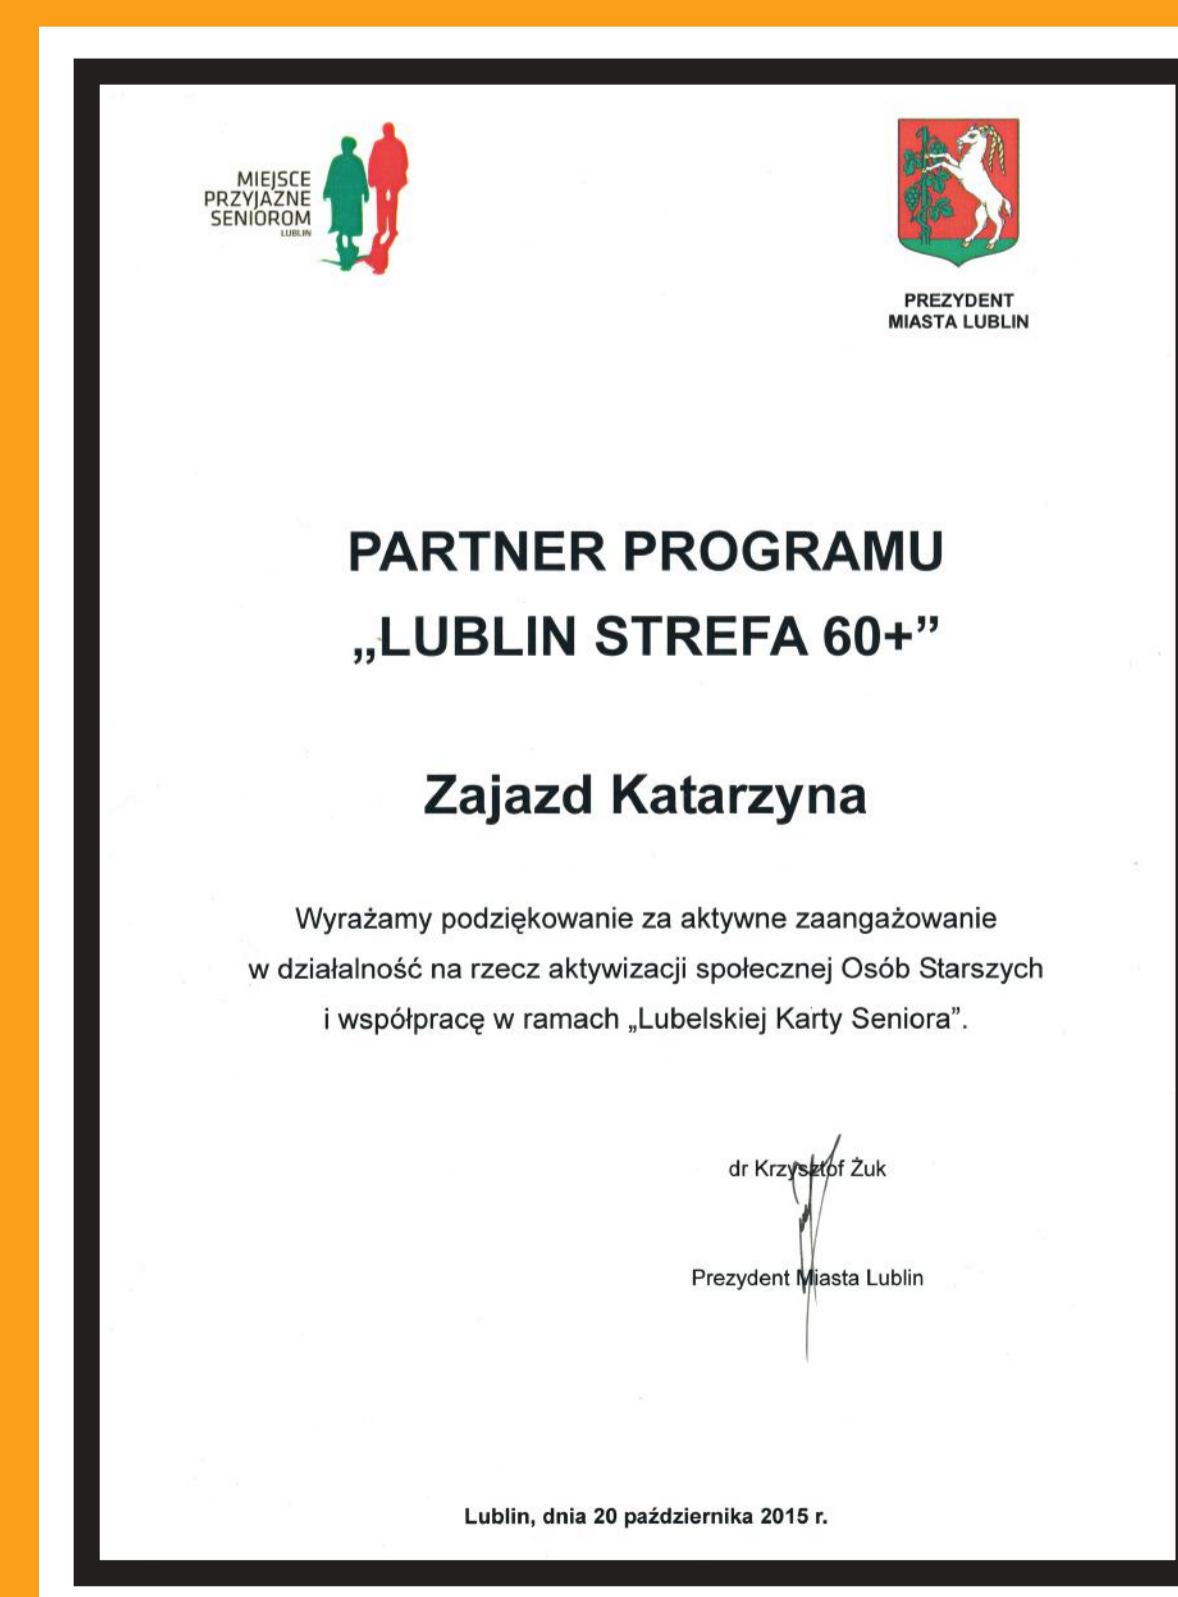 MIEJSCE
PRZYJAZNE
SENIOROM
LUBLIN
PREZYDENT
MIASTA LUBLIN
PARTNER PROGRAMU
„LUBLIN STREFA 60+”
Zajazd Katarzyna
Wyrażamy podziękowanie za aktywne zaangażowanie
w działalność na rzecz aktywizacji społecznej Osób Starszych
i współpracę w ramach „Lubelskiej Karty Seniora”.
dr Krzysztof Żuk
Prezydent Miasta Lublin
Lublin, dnia 20 października 2015 r.